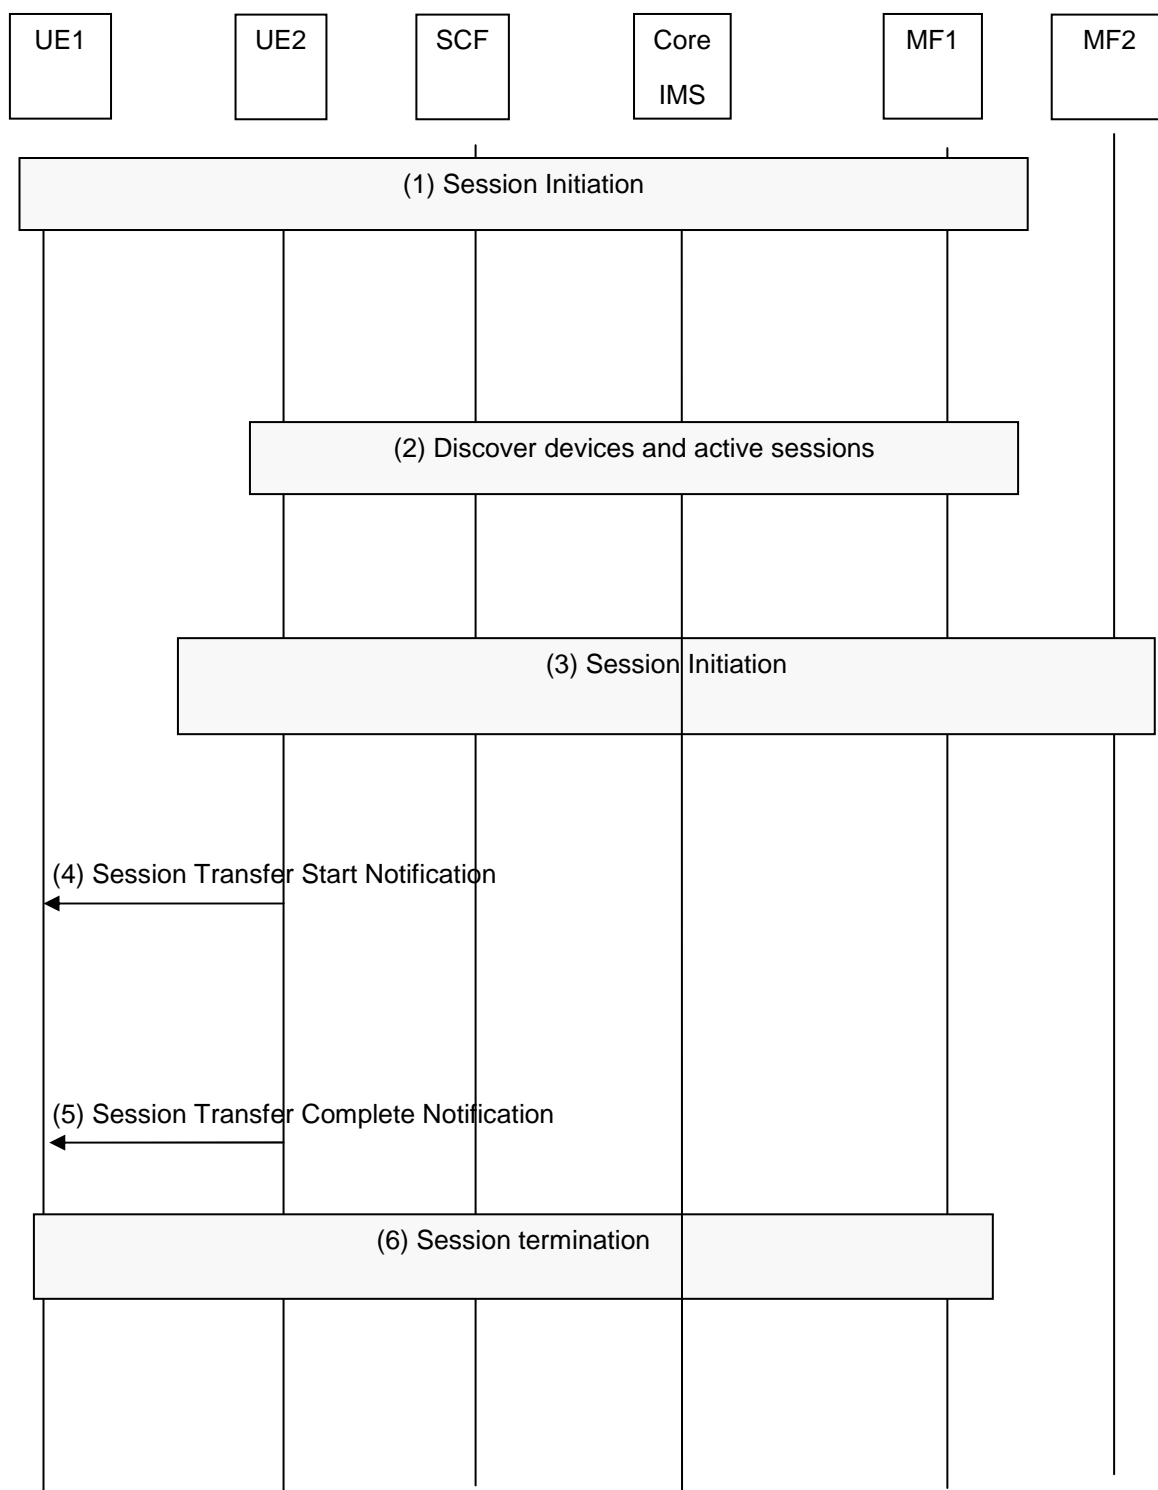 UE1
UE2
SCF
Core
IMS
MF1
MF2
(1) Session Initiation
(2) Discover devices and active sessions
(3) Session Initiation
(4) Session Transfer Start Notification
(5) Session Transfer Complete Notification
(6) Session termination